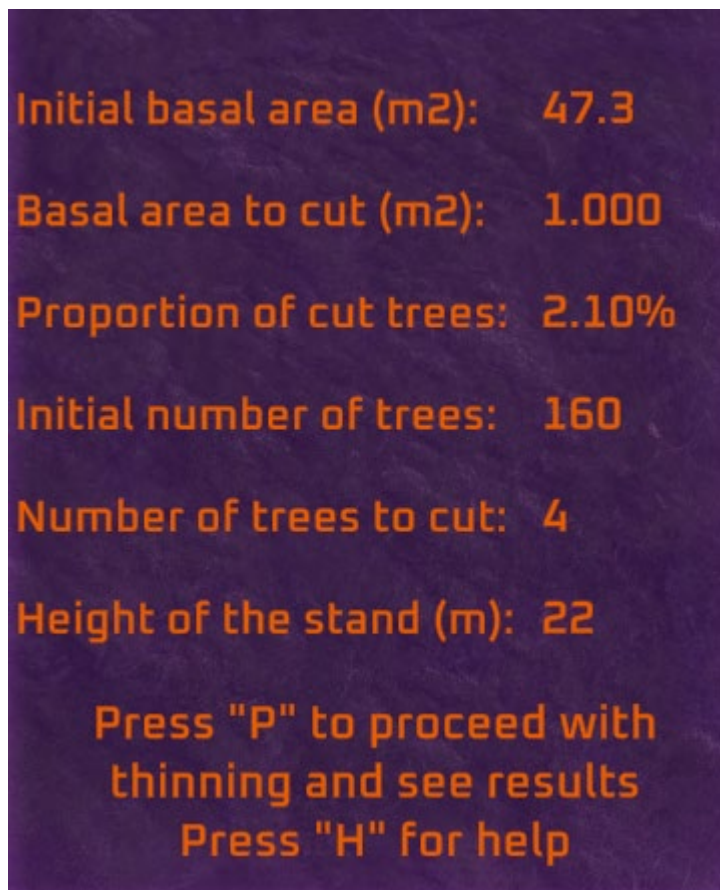 Initial basal area (m2): 47.3
Basal area to cut (m2): 1.000
Proportion of cut trees: 2.10%
Initial number of trees: 160
Number of trees to cut: 4
Height of the stand (m): 22
Press "P" to proceed with
thinning and see results
Press "H" for help